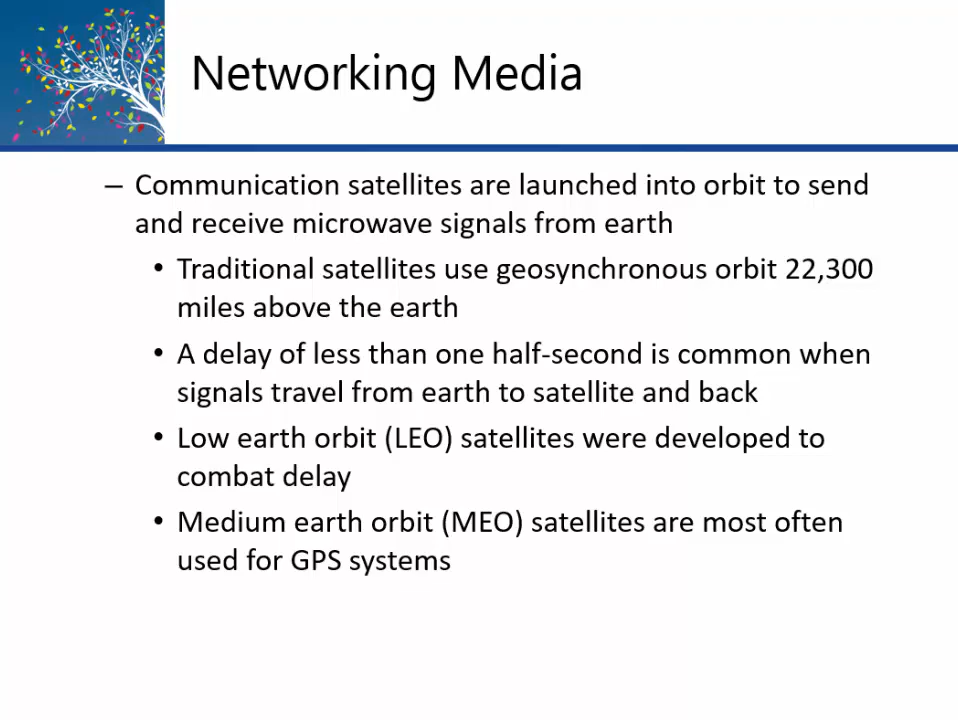 Networking Media
– Communication satellites are launched into orbit to send
and receive microwave signals from earth
• Traditional satellites use geosynchronous orbit 22,300
miles above the earth
• A delay of less than one half-second is common when
signals travel from earth to satellite and back
• Low earth orbit (LEO) satellites were developed to
combat delay
• Medium earth orbit (MEO) satellites are most often
used for GPS systems